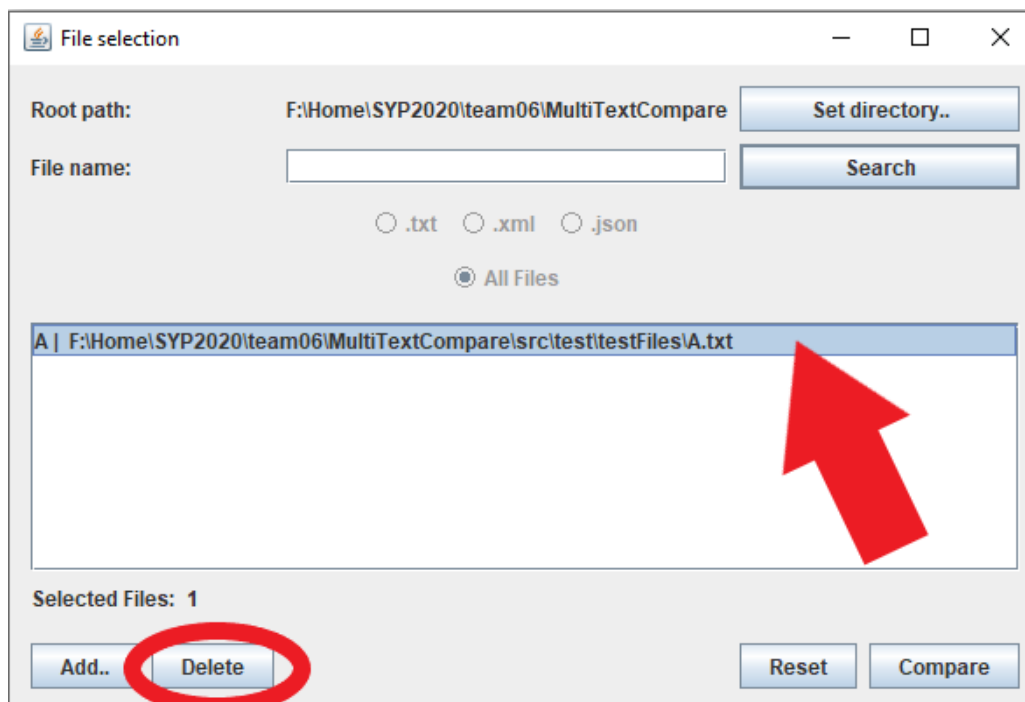 File selection
Root path: F:\Home\SYP2020\team06\MultiTextCompare Set directory..
File name: Search
.txt .xml .json
All Files
A | F:\Home\SYP2020\team06\MultiTextCompare\src\test\testFiles\A.txt
Selected Files: 1
Add.. Delete Reset Compare